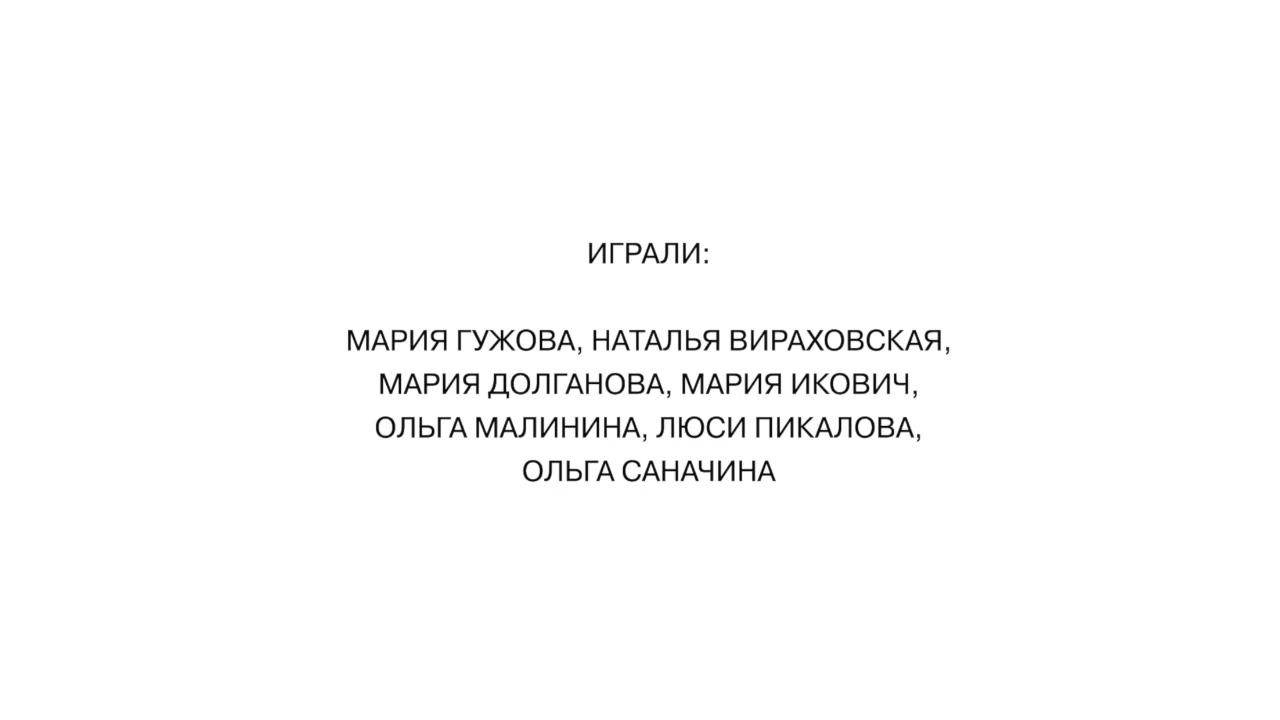 ИГРАЛИ:
МАРИЯ ГУЖОВА, НАТАЛЬЯ ВИРАХОВСКАЯ,
МАРИЯ ДОЛГАНОВА, МАРИЯ ИКОВИЧ,
ОЛЬГА МАЛИНИНА, ЛЮСИ ПИКАЛОВА,
ОЛЬГА САНАЧИНА